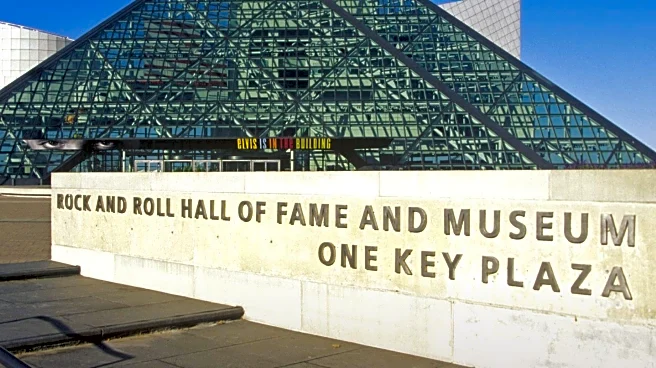 ELVIS IS IN THE BUILDING
ROCK AND ROLL HALL OF FAME AND MUSEUM
ONE KEY PLAZA